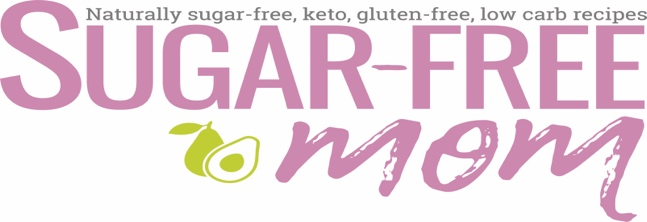 Naturally sugar-free, keto, gluten-free, low carb recipes
SUGAR-FREE
mom